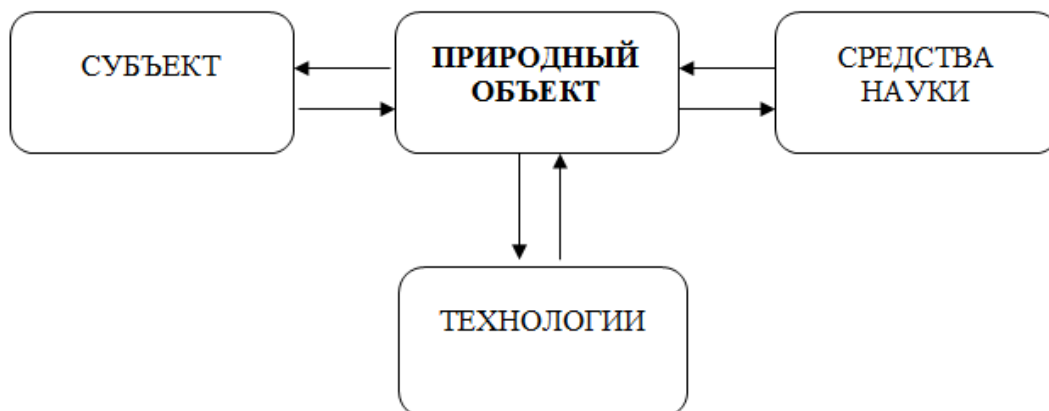 СУБЪЕКТ
ПРИРОДНЫЙ
ОБЪЕКТ
СРЕДСТВА
НАУКИ
ТЕХНОЛОГИИ